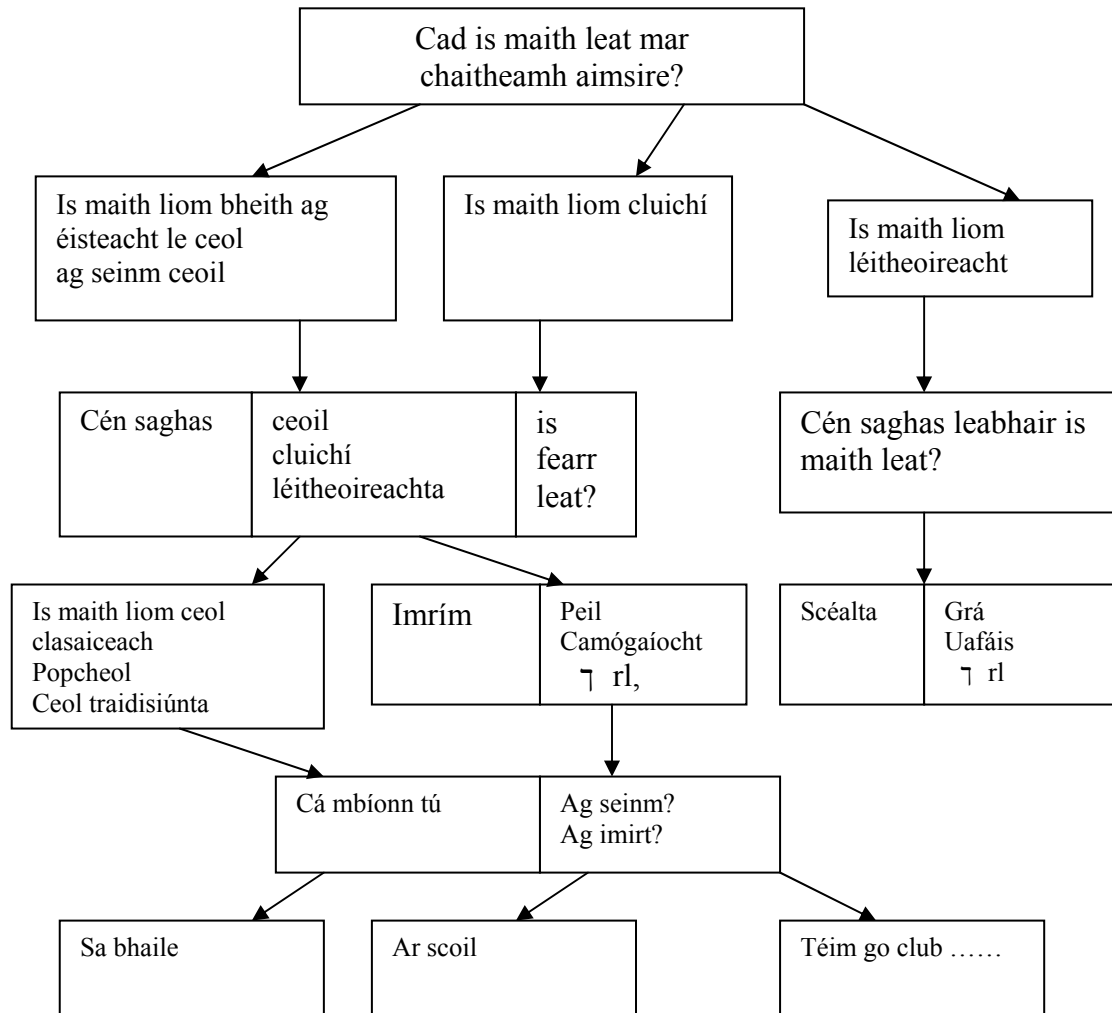 Cad is maith leat mar
chaitheamh aimsire?
Is maith liom bheith ag
éisteacht le ceol
ag seinm ceoil
Is maith liom cluichí
Is maith liom
léitheoireacht
Cén saghas
ceoil
cluichí
léitheoireachta
is
fearr
leat?
Cén saghas leabhair is
maith leat?
Is maith liom ceol
clasaiceach
Popcheol
Ceol traidisiúnta
Imrím
Peil
Camógaíocht
⁊ rl,
Scéalta
Grá
Uafáis
⁊ rl
Cá mbíonn tú
Ag seinm?
Ag imirt?
Sa bhaile
Ar scoil
Téim go club ……